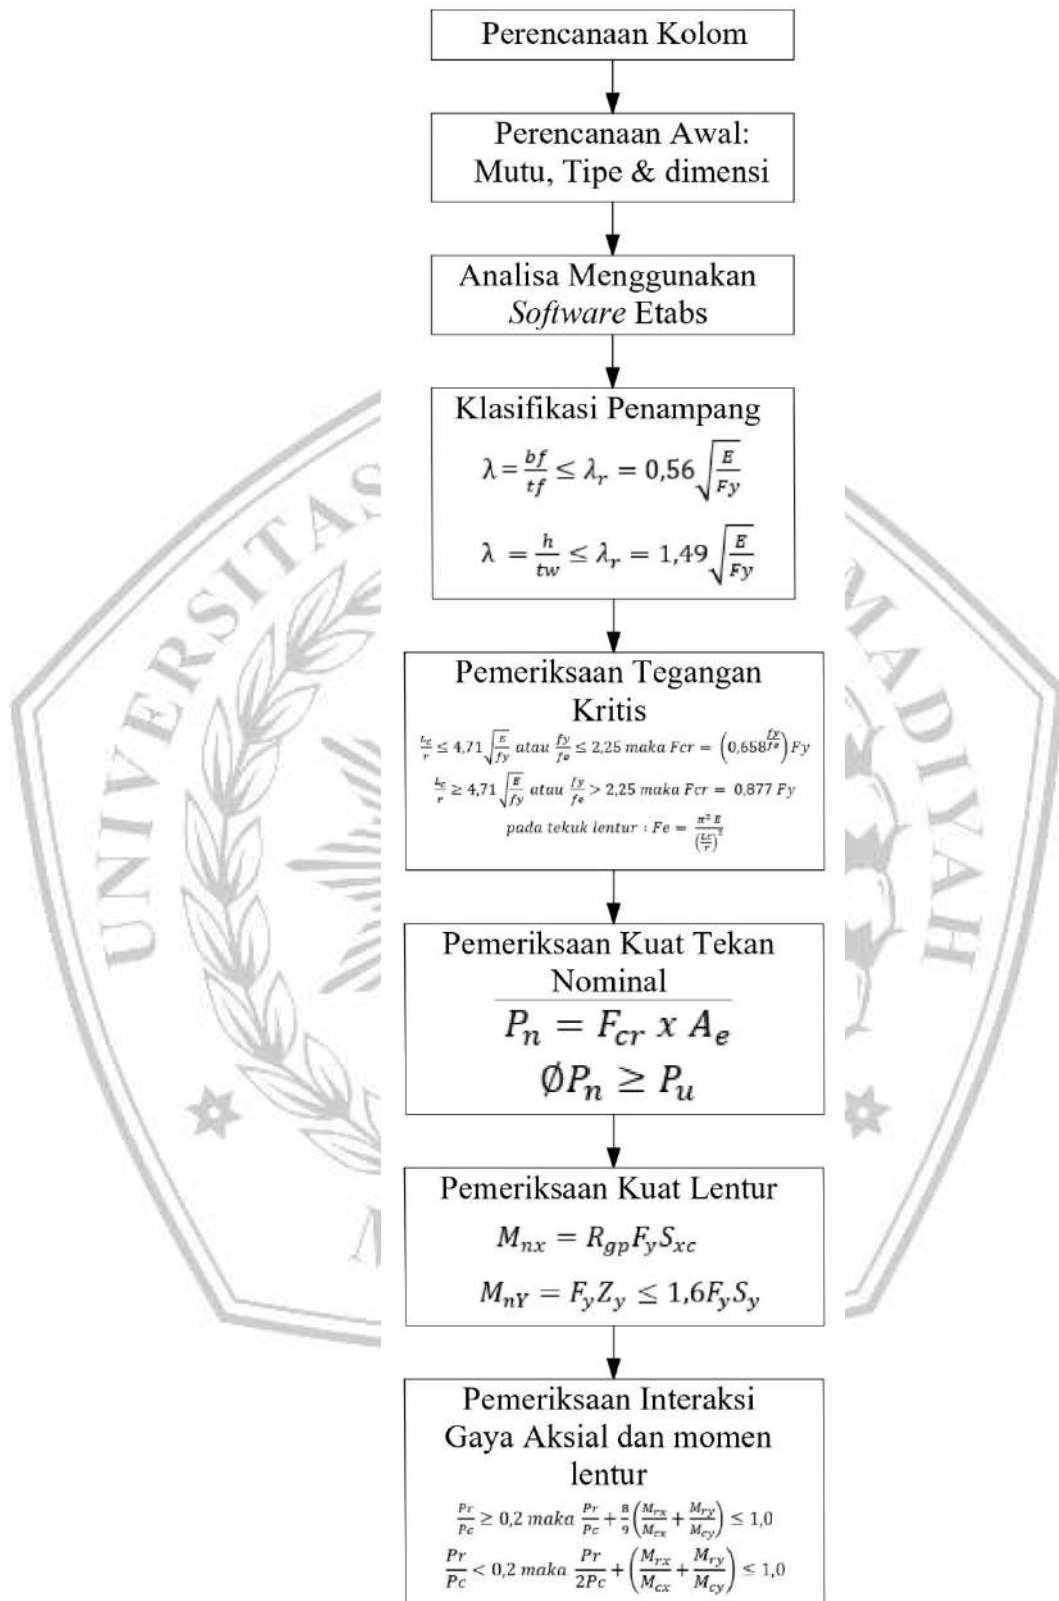 Perencanaan Kolom
Perencanaan Awal:
Mutu, Tipe & dimensi
Analisa Menggunakan
Software Etabs
Klasifikasi Penampang
λ = bf/tf ≤ λr = 0,56 √(E/Fy)
λ = h/tw ≤ λr = 1,49 √(E/Fy)
Pemeriksaan Tegangan
Kritis
Lc/r ≤ 4,71 √(E/fy) atau fy/fe ≤ 2,25 maka Fcr = (0,658^(fy/fe)) Fy
Lc/r ≥ 4,71 √(E/fy) atau fy/fe > 2,25 maka Fcr = 0,877 Fy
pada tekuk lentur : Fe = π² E/(Lc/r)²
Pemeriksaan Kuat Tekan
Nominal
Pn = Fcr x Ae
ØPn ≥ Pu
Pemeriksaan Kuat Lentur
Mnx = Rgp Fy Sxc
MnY = Fy Zy ≤ 1,6 Fy Sy
Pemeriksaan Interaksi
Gaya Aksial dan momen
lentur
Pr/Pc ≥ 0,2 maka Pr/Pc + 8/9 (Mrx/Mcx + Mry/Mcy) ≤ 1,0
Pr/Pc < 0,2 maka Pr/2Pc + (Mrx/Mcx + Mry/Mcy) ≤ 1,0
UNIVERSITAS
MADIYAH
M